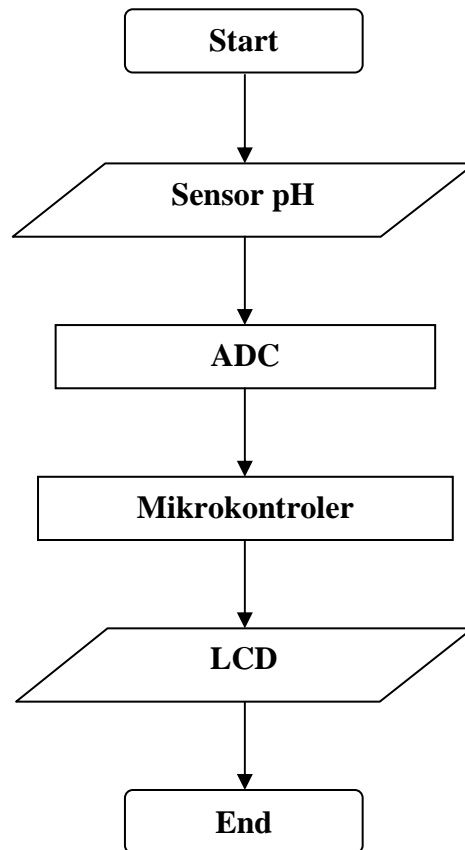 Start
Sensor pH
ADC
Mikrokontroler
LCD
End